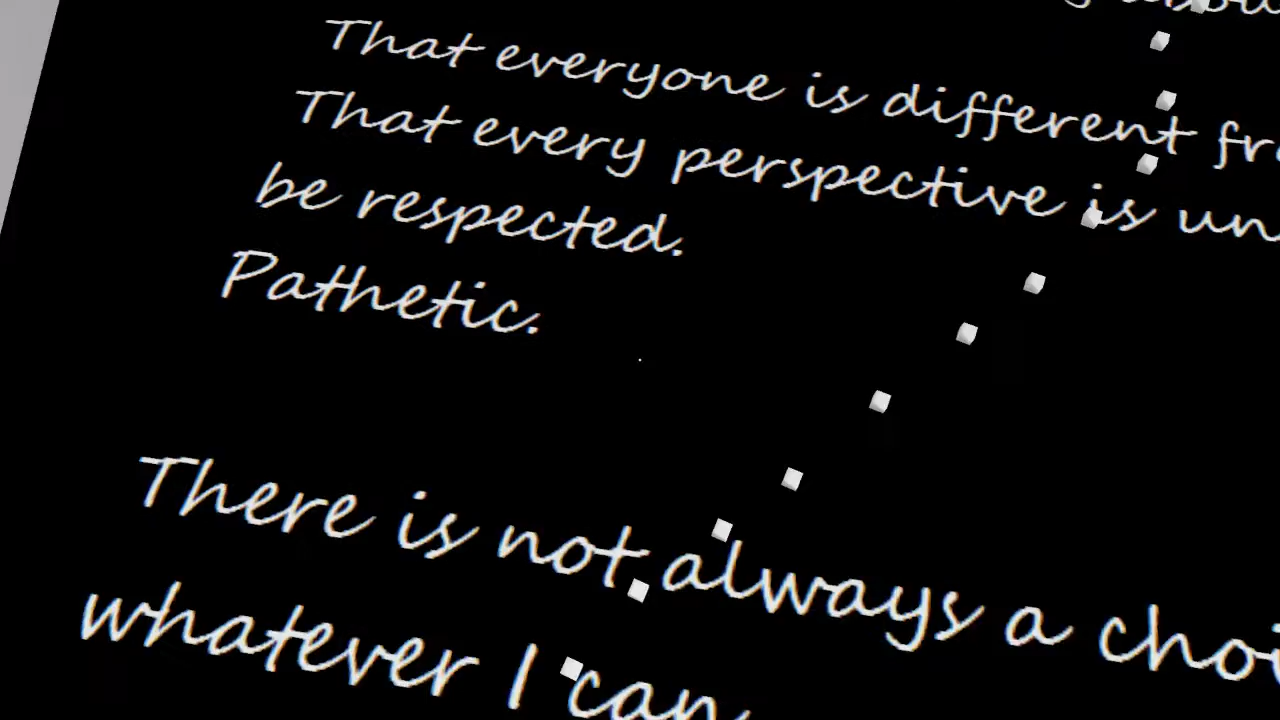 That everyone is different
That every perspective is
be respected.
Pathetic.
There is not always a
whatever I can